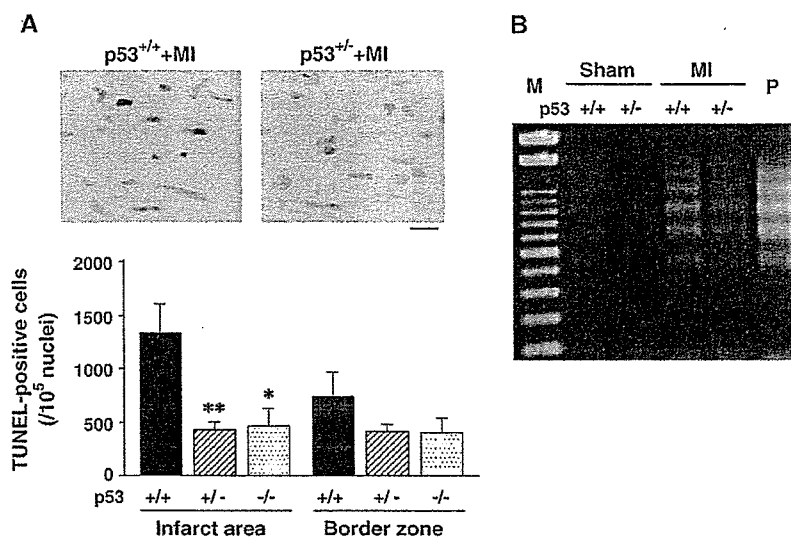 A
p53+/++MI
p53+/-+MI
2000
1500
1000
500
0
TUNEL-positive cells
(/10⁵ nuclei)
**
*
p53 +/+ +/- -/- +/+ +/- -/-
Infarct area Border zone
B
M Sham MI P
p53 +/+ +/- +/+ +/-